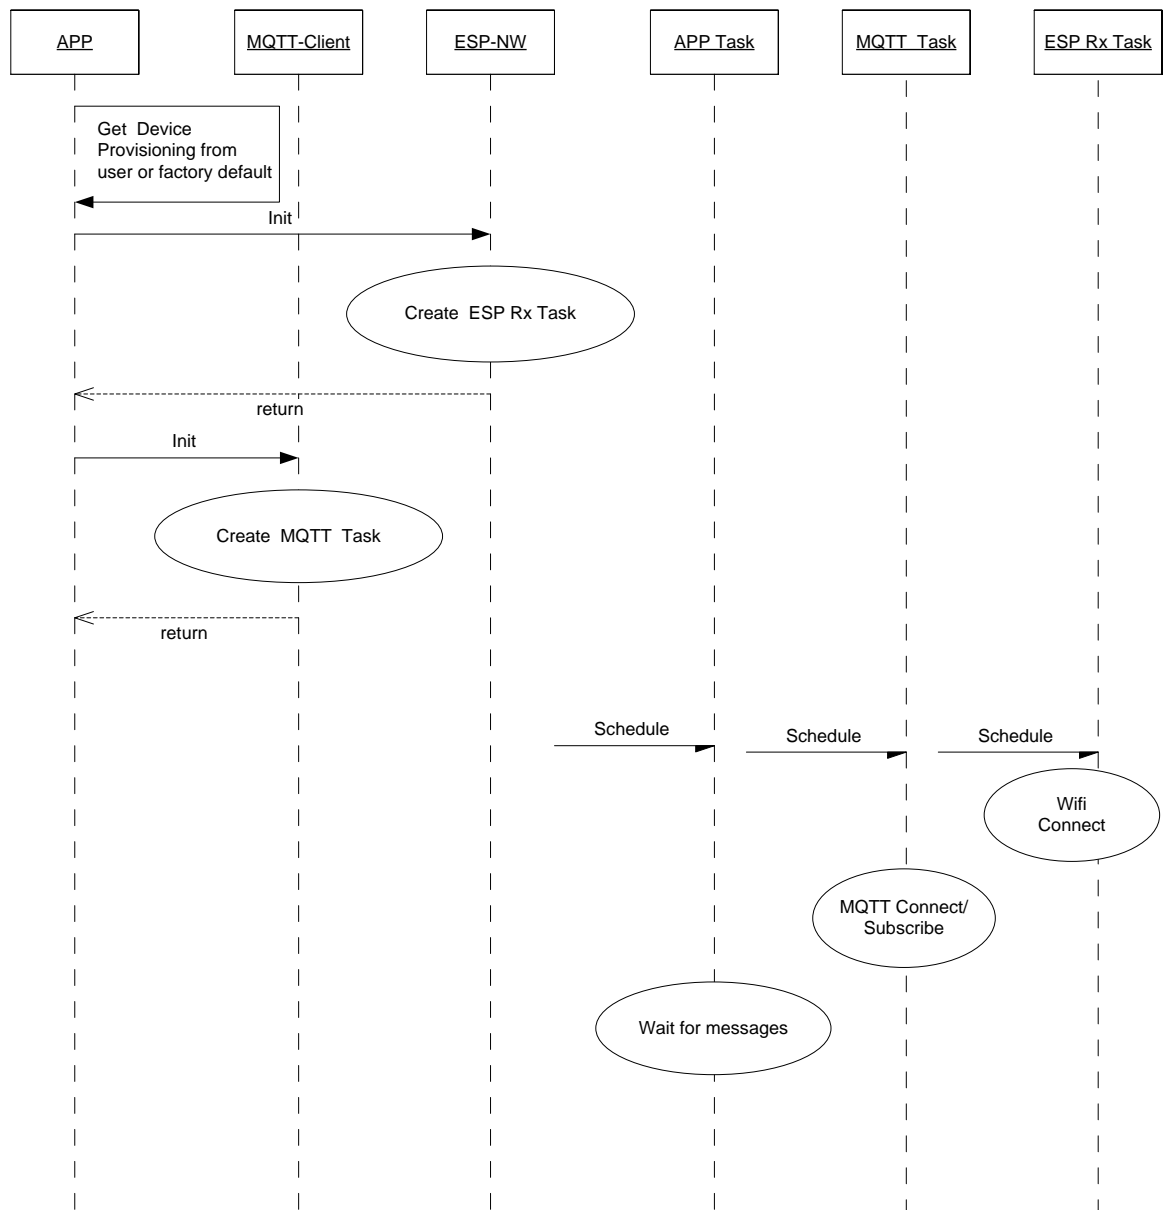 APP
MQTT-Client
ESP-NW
APP Task
MQTT Task
ESP Rx Task
Get Device
Provisioning from
user or factory default
Init
Create ESP Rx Task
return
Init
Create MQTT Task
return
Schedule
Schedule
Schedule
Wifi
Connect
MQTT Connect/
Subscribe
Wait for messages